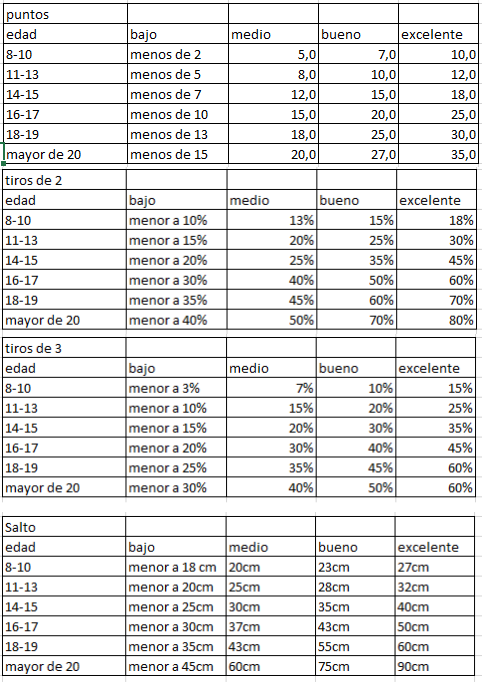 puntos
edad bajo medio bueno excelente
8-10 menos de 2 5,0 7,0 10,0
11-13 menos de 5 8,0 10,0 12,0
14-15 menos de 7 12,0 15,0 18,0
16-17 menos de 10 15,0 20,0 25,0
18-19 menos de 13 18,0 25,0 30,0
mayor de 20 menos de 15 20,0 27,0 35,0
tiros de 2
edad bajo medio bueno excelente
8-10 menor a 10% 13% 15% 18%
11-13 menor a 15% 20% 25% 30%
14-15 menor a 20% 25% 35% 45%
16-17 menor a 30% 40% 50% 60%
18-19 menor a 35% 45% 60% 70%
mayor de 20 menor a 40% 50% 70% 80%
tiros de 3
edad bajo medio bueno excelente
8-10 menor a 3% 7% 10% 15%
11-13 menor a 10% 15% 20% 25%
14-15 menor a 15% 20% 30% 35%
16-17 menor a 20% 30% 40% 45%
18-19 menor a 25% 35% 45% 60%
mayor de 20 menor a 30% 40% 50% 60%
Salto
edad bajo medio bueno excelente
8-10 menor a 18 cm 20cm 23cm 27cm
11-13 menor a 20cm 25cm 28cm 32cm
14-15 menor a 25cm 30cm 35cm 40cm
16-17 menor a 30cm 37cm 43cm 50cm
18-19 menor a 35cm 43cm 55cm 60cm
mayor de 20 menor a 45cm 60cm 75cm 90cm